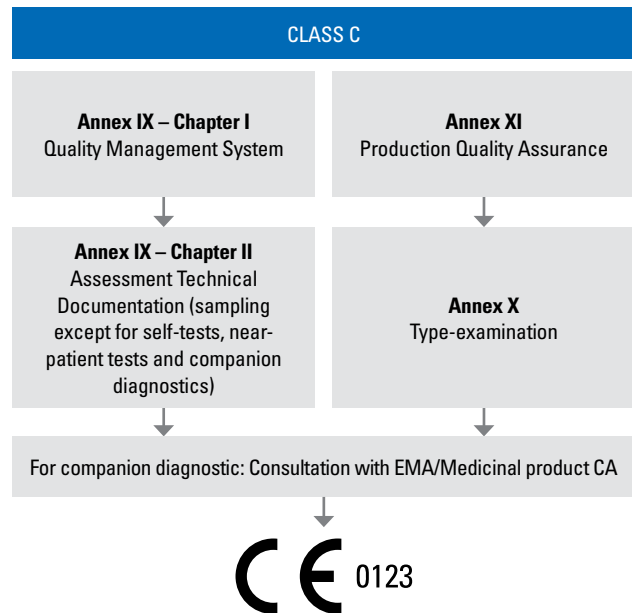 CLASS C
Annex IX – Chapter I
Quality Management System
Annex XI
Production Quality Assurance
Annex IX – Chapter II
Assessment Technical
Documentation (sampling
except for self-tests, near-
patient tests and companion
diagnostics)
Annex X
Type-examination
For companion diagnostic: Consultation with EMA/Medicinal product CA
CE 0123